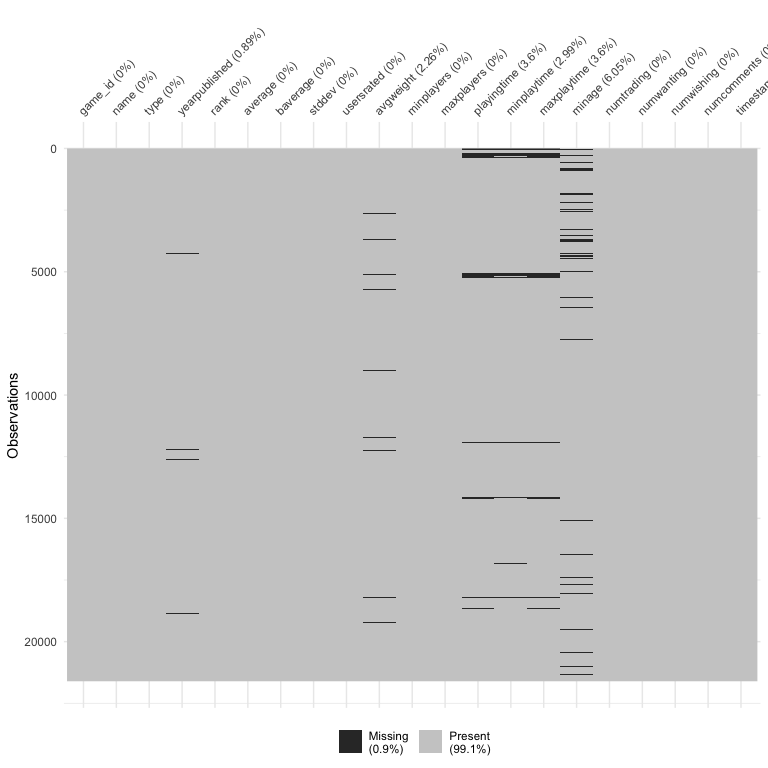 game_id (0%)
name (0%)
type (0%)
yearpublished (0.89%)
rank (0%)
average (0%)
baverage (0%)
stddev (0%)
usersrated (0%)
avgweight (2.26%)
minplayers (0%)
maxplayers (0%)
playingtime (3.6%)
minplaytime (2.99%)
maxplaytime (3.6%)
minage (6.05%)
numtrading (0%)
numwanting (0%)
numwishing (0%)
numcomments
timestam
0
5000
10000
15000
20000
Observations
Missing
(0.9%)
Present
(99.1%)